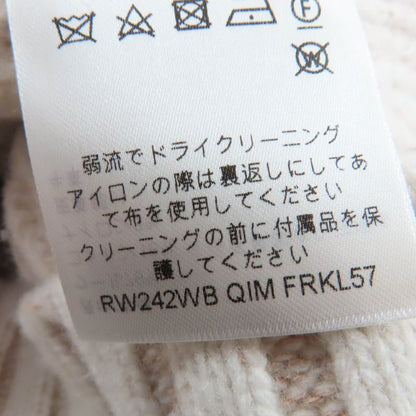 弱流でドライクリーニング
アイロンの際は裏返しにしてあ
て布を使用してください
クリーニングの前に付属品を保
護してください
RW242WB QIM FRKL57